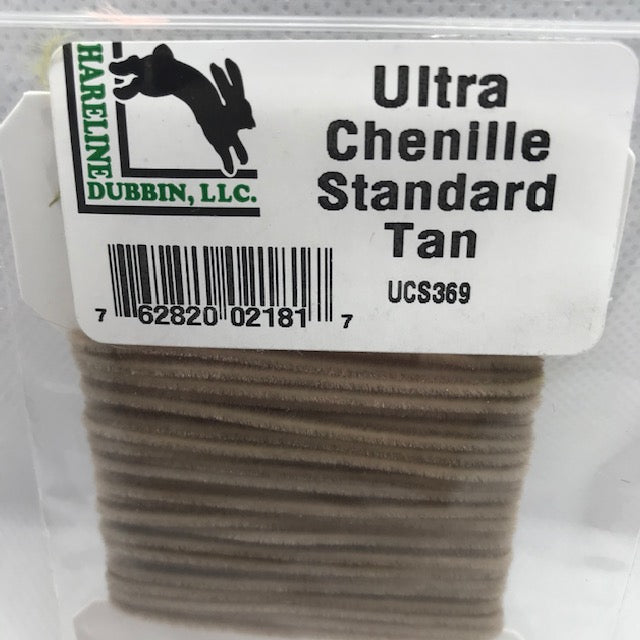 HARELINE
DUBBIN, LLC.
Ultra
Chenille
Standard
Tan
UCS369
7 62820 02181 7